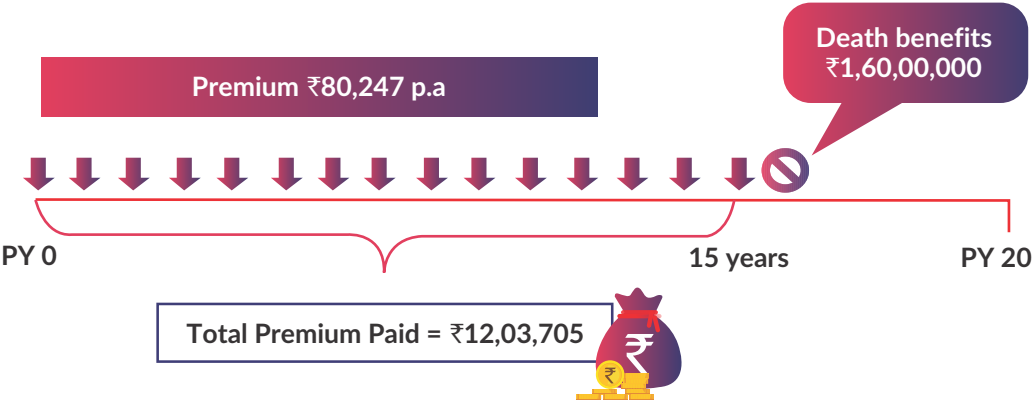 Death benefits
₹1,60,00,000
Premium ₹80,247 p.a
PY 0
15 years
PY 20
Total Premium Paid = ₹12,03,705
₹
₹